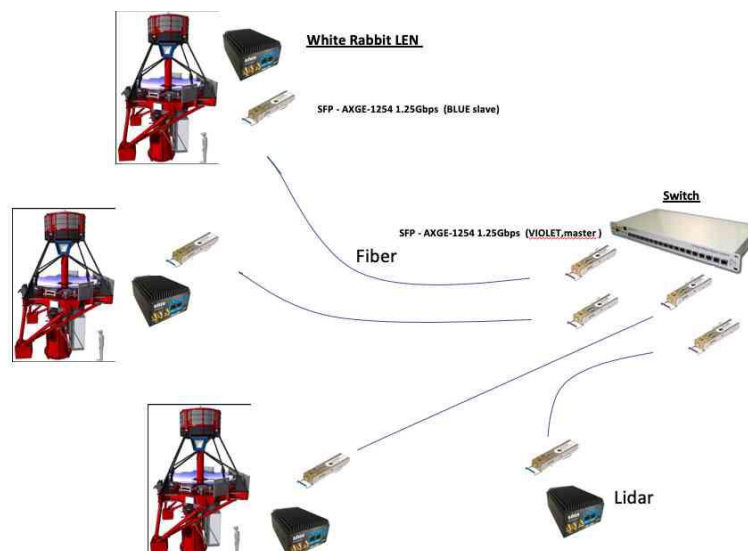 White Rabbit LEN
SFP - AXGE-1254 1.25Gbps (BLUE slave)
Switch
SFP - AXGE-1254 1.25Gbps (VIOLET,master )
Fiber
Lidar